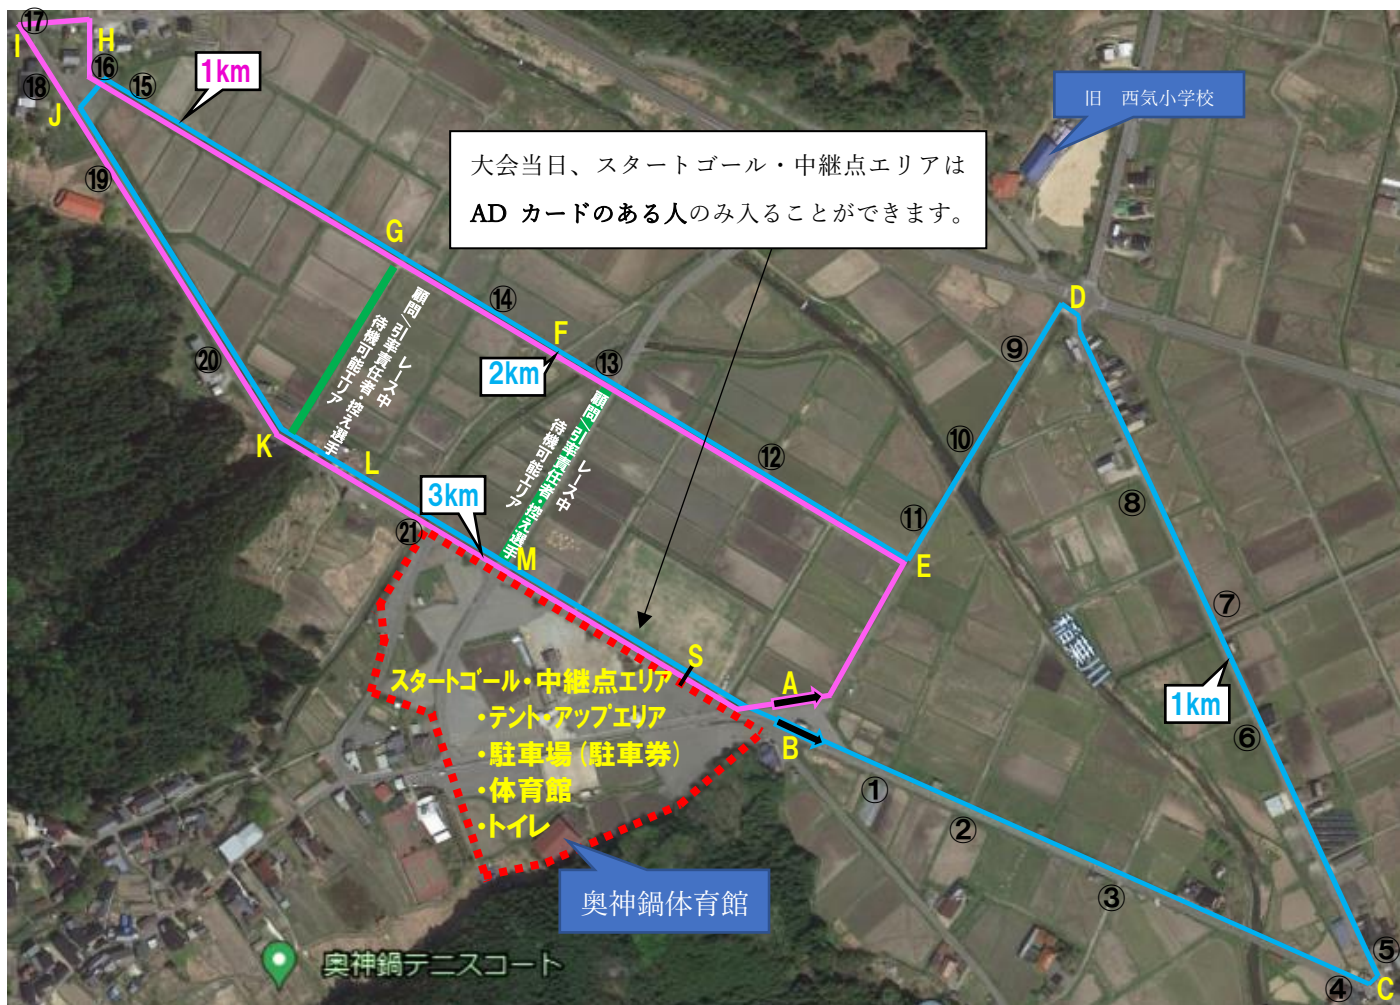 ⑰
I
H
⑯
⑮
1km
⑱
J
旧 西気小学校
大会当日、スタートゴール・中継点エリアは
AD カードのある人のみ入ることができます。
⑲
G
⑭
F
2km
⑬
D
⑨
⑳
顧問/引率責任者・控え選手
レース中
待機可能エリア
顧問/引率責任者・控え選手
レース中
待機可能エリア
⑩
⑫
⑧
K
L
3km
㉑
M
⑪
E
稲葉川
⑦
S
A
B
1km
⑥
スタートゴール・中継点エリア
・テント・アップエリア
・駐車場(駐車券)
・体育館
・トイレ
①
②
③
④
⑤
C
奥神鍋体育館
奥神鍋テニスコート